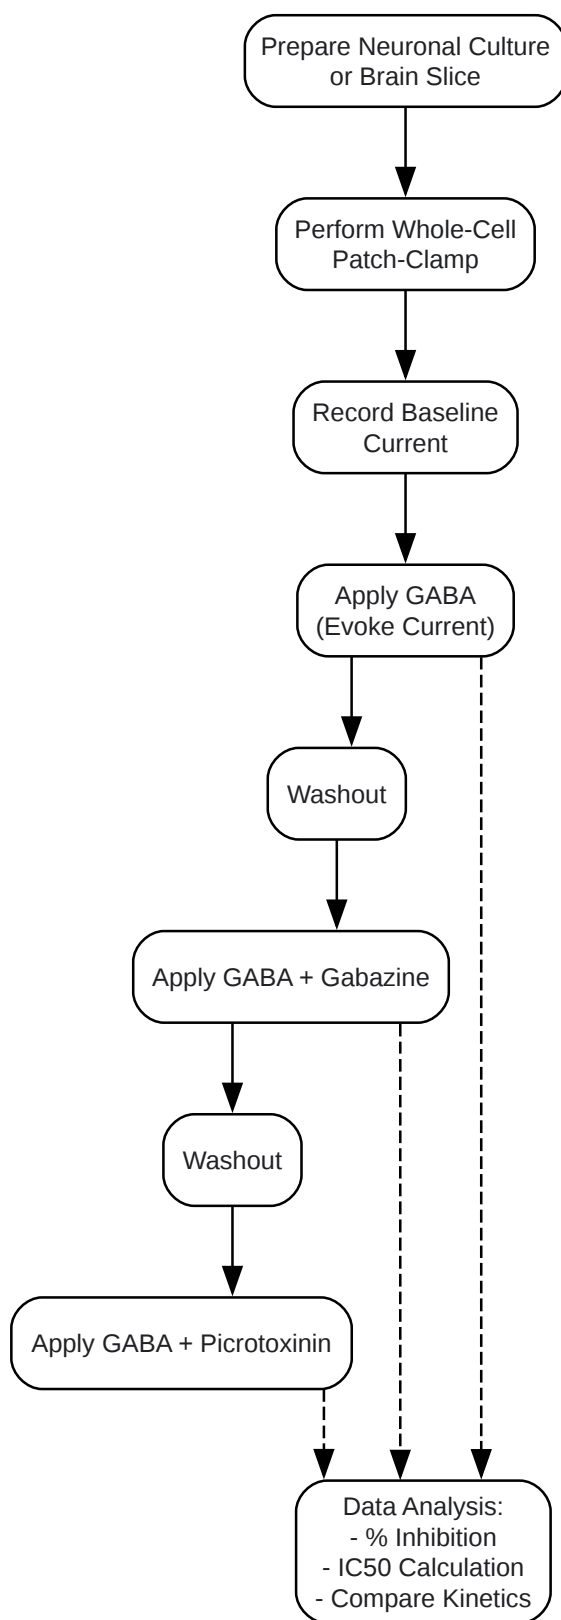 Prepare Neuronal Culture
or Brain Slice
Perform Whole-Cell
Patch-Clamp
Record Baseline
Current
Apply GABA
(Evoke Current)
Washout
Apply GABA + Gabazine
Washout
Apply GABA + Picrotoxinin
Data Analysis:
- % Inhibition
- IC50 Calculation
- Compare Kinetics